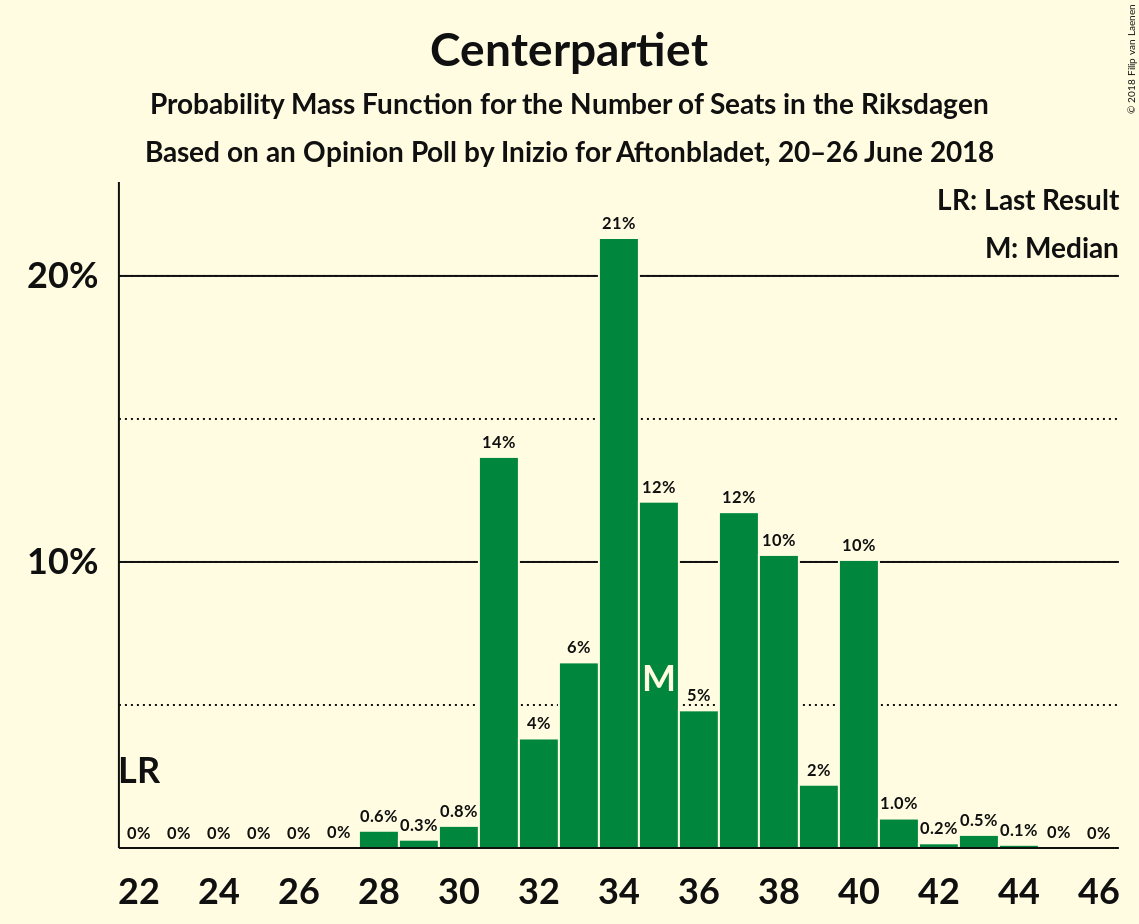 Centerpartiet
Probability Mass Function for the Number of Seats in the Riksdagen
Based on an Opinion Poll by Inizio for Aftonbladet, 20–26 June 2018
© 2018 Filip van Laenen
LR: Last Result
M: Median
20%
10%
LR
M
0% 0% 0% 0% 0% 0% 0.6% 0.3% 0.8% 14% 4% 6% 21% 12% 5% 12% 10% 2% 10% 1.0% 0.2% 0.5% 0.1% 0% 0%
22 24 26 28 30 32 34 36 38 40 42 44 46